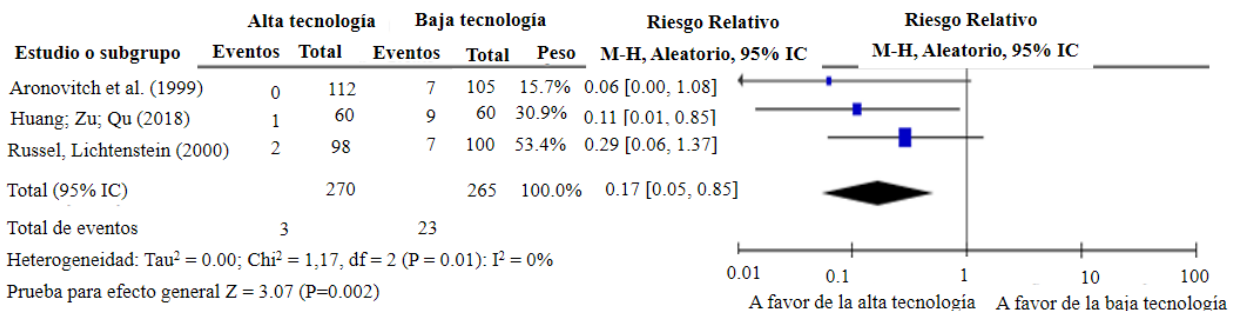 Alta tecnología Baja tecnología Riesgo Relativo Riesgo Relativo
Estudio o subgrupo Eventos Total Eventos Total Peso M-H, Aleatorio, 95% IC M-H, Aleatorio, 95% IC
Aronovitch et al. (1999) 0 112 7 105 15.7% 0.06 [0.00, 1.08]
Huang; Zu; Qu (2018) 1 60 9 60 30.9% 0.11 [0.01, 0.85]
Russel, Lichtenstein (2000) 2 98 7 100 53.4% 0.29 [0.06, 1.37]
Total (95% IC) 270 265 100.0% 0.17 [0.05, 0.85]
Total de eventos 3 23
Heterogeneidad: Tau² = 0.00; Chi² = 1,17, df = 2 (P = 0.01): I² = 0%
Prueba para efecto general Z = 3.07 (P=0.002)
0.01 0.1 1 10 100
A favor de la alta tecnología A favor de la baja tecnología